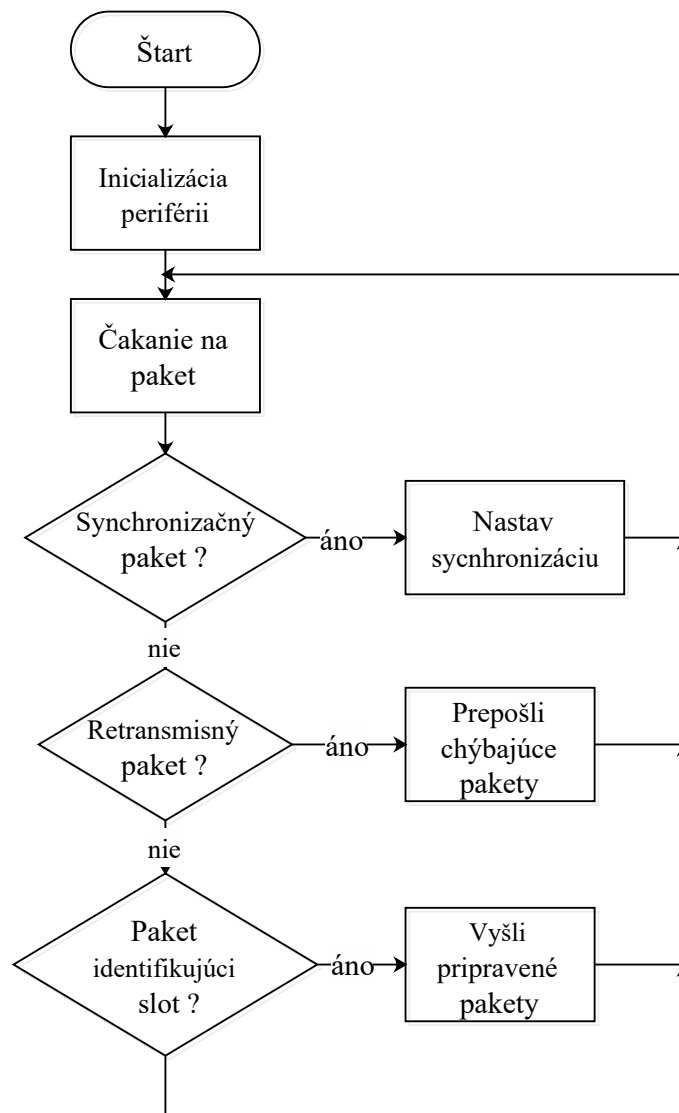 Štart
Inicializácia
periférii
Čakanie na
paket
Synchronizačný
paket ?
áno
Nastav
sycnhronizáciu
nie
Retransmisný
paket ?
áno
Prepošli
chýbajúce
pakety
nie
Paket
identifikujúci
slot ?
áno
Vyšli
pripravené
pakety